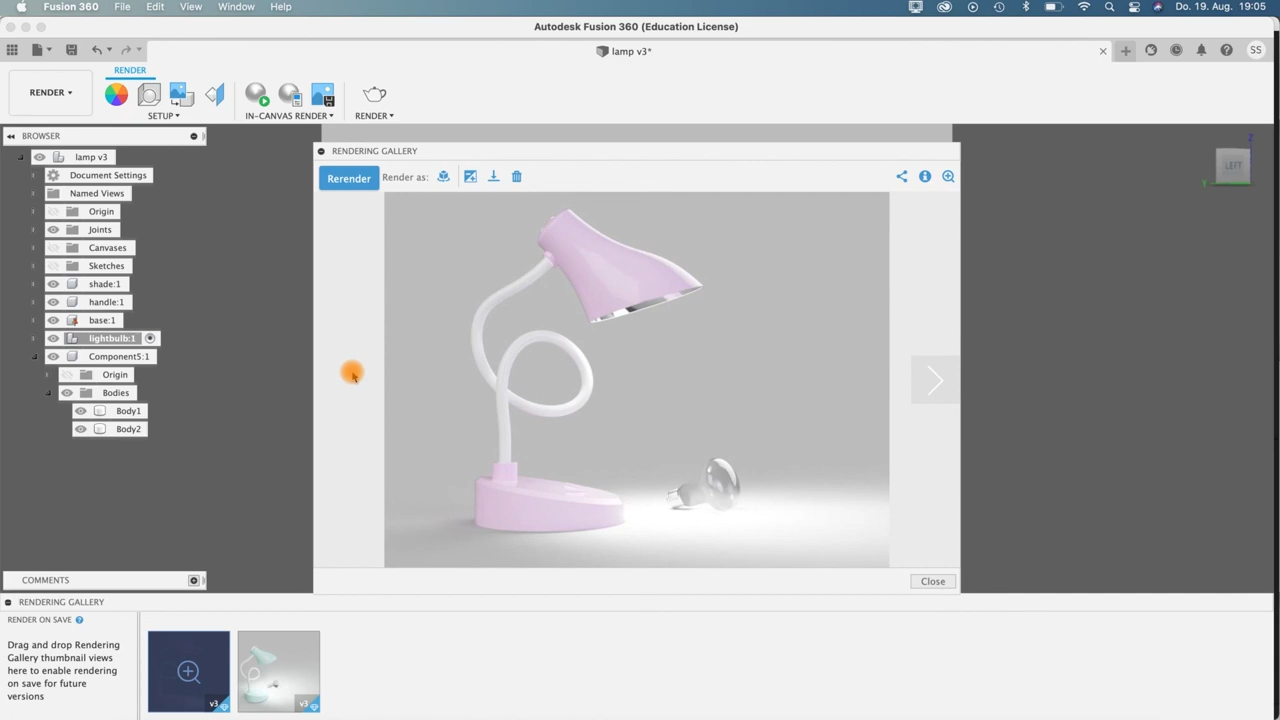 Fusion 360 File Edit View Window Help Do. 19. Aug. 19:05
Autodesk Fusion 360 (Education License)
lamp v3*
SS
RENDER
RENDER
SETUP
IN-CANVAS RENDER
RENDER
BROWSER
lamp v3
Document Settings
Named Views
Origin
Joints
Canvases
Sketches
shade:1
handle:1
base:1
lightbulb:1
Component5:1
Origin
Bodies
Body1
Body2
RENDERING GALLERY
Rerender Render as:
Close
Z
LEFT
Y
COMMENTS
RENDERING GALLERY
RENDER ON SAVE
Drag and drop Rendering
Gallery thumbnail views
here to enable rendering
on save for future
versions
v3
v3